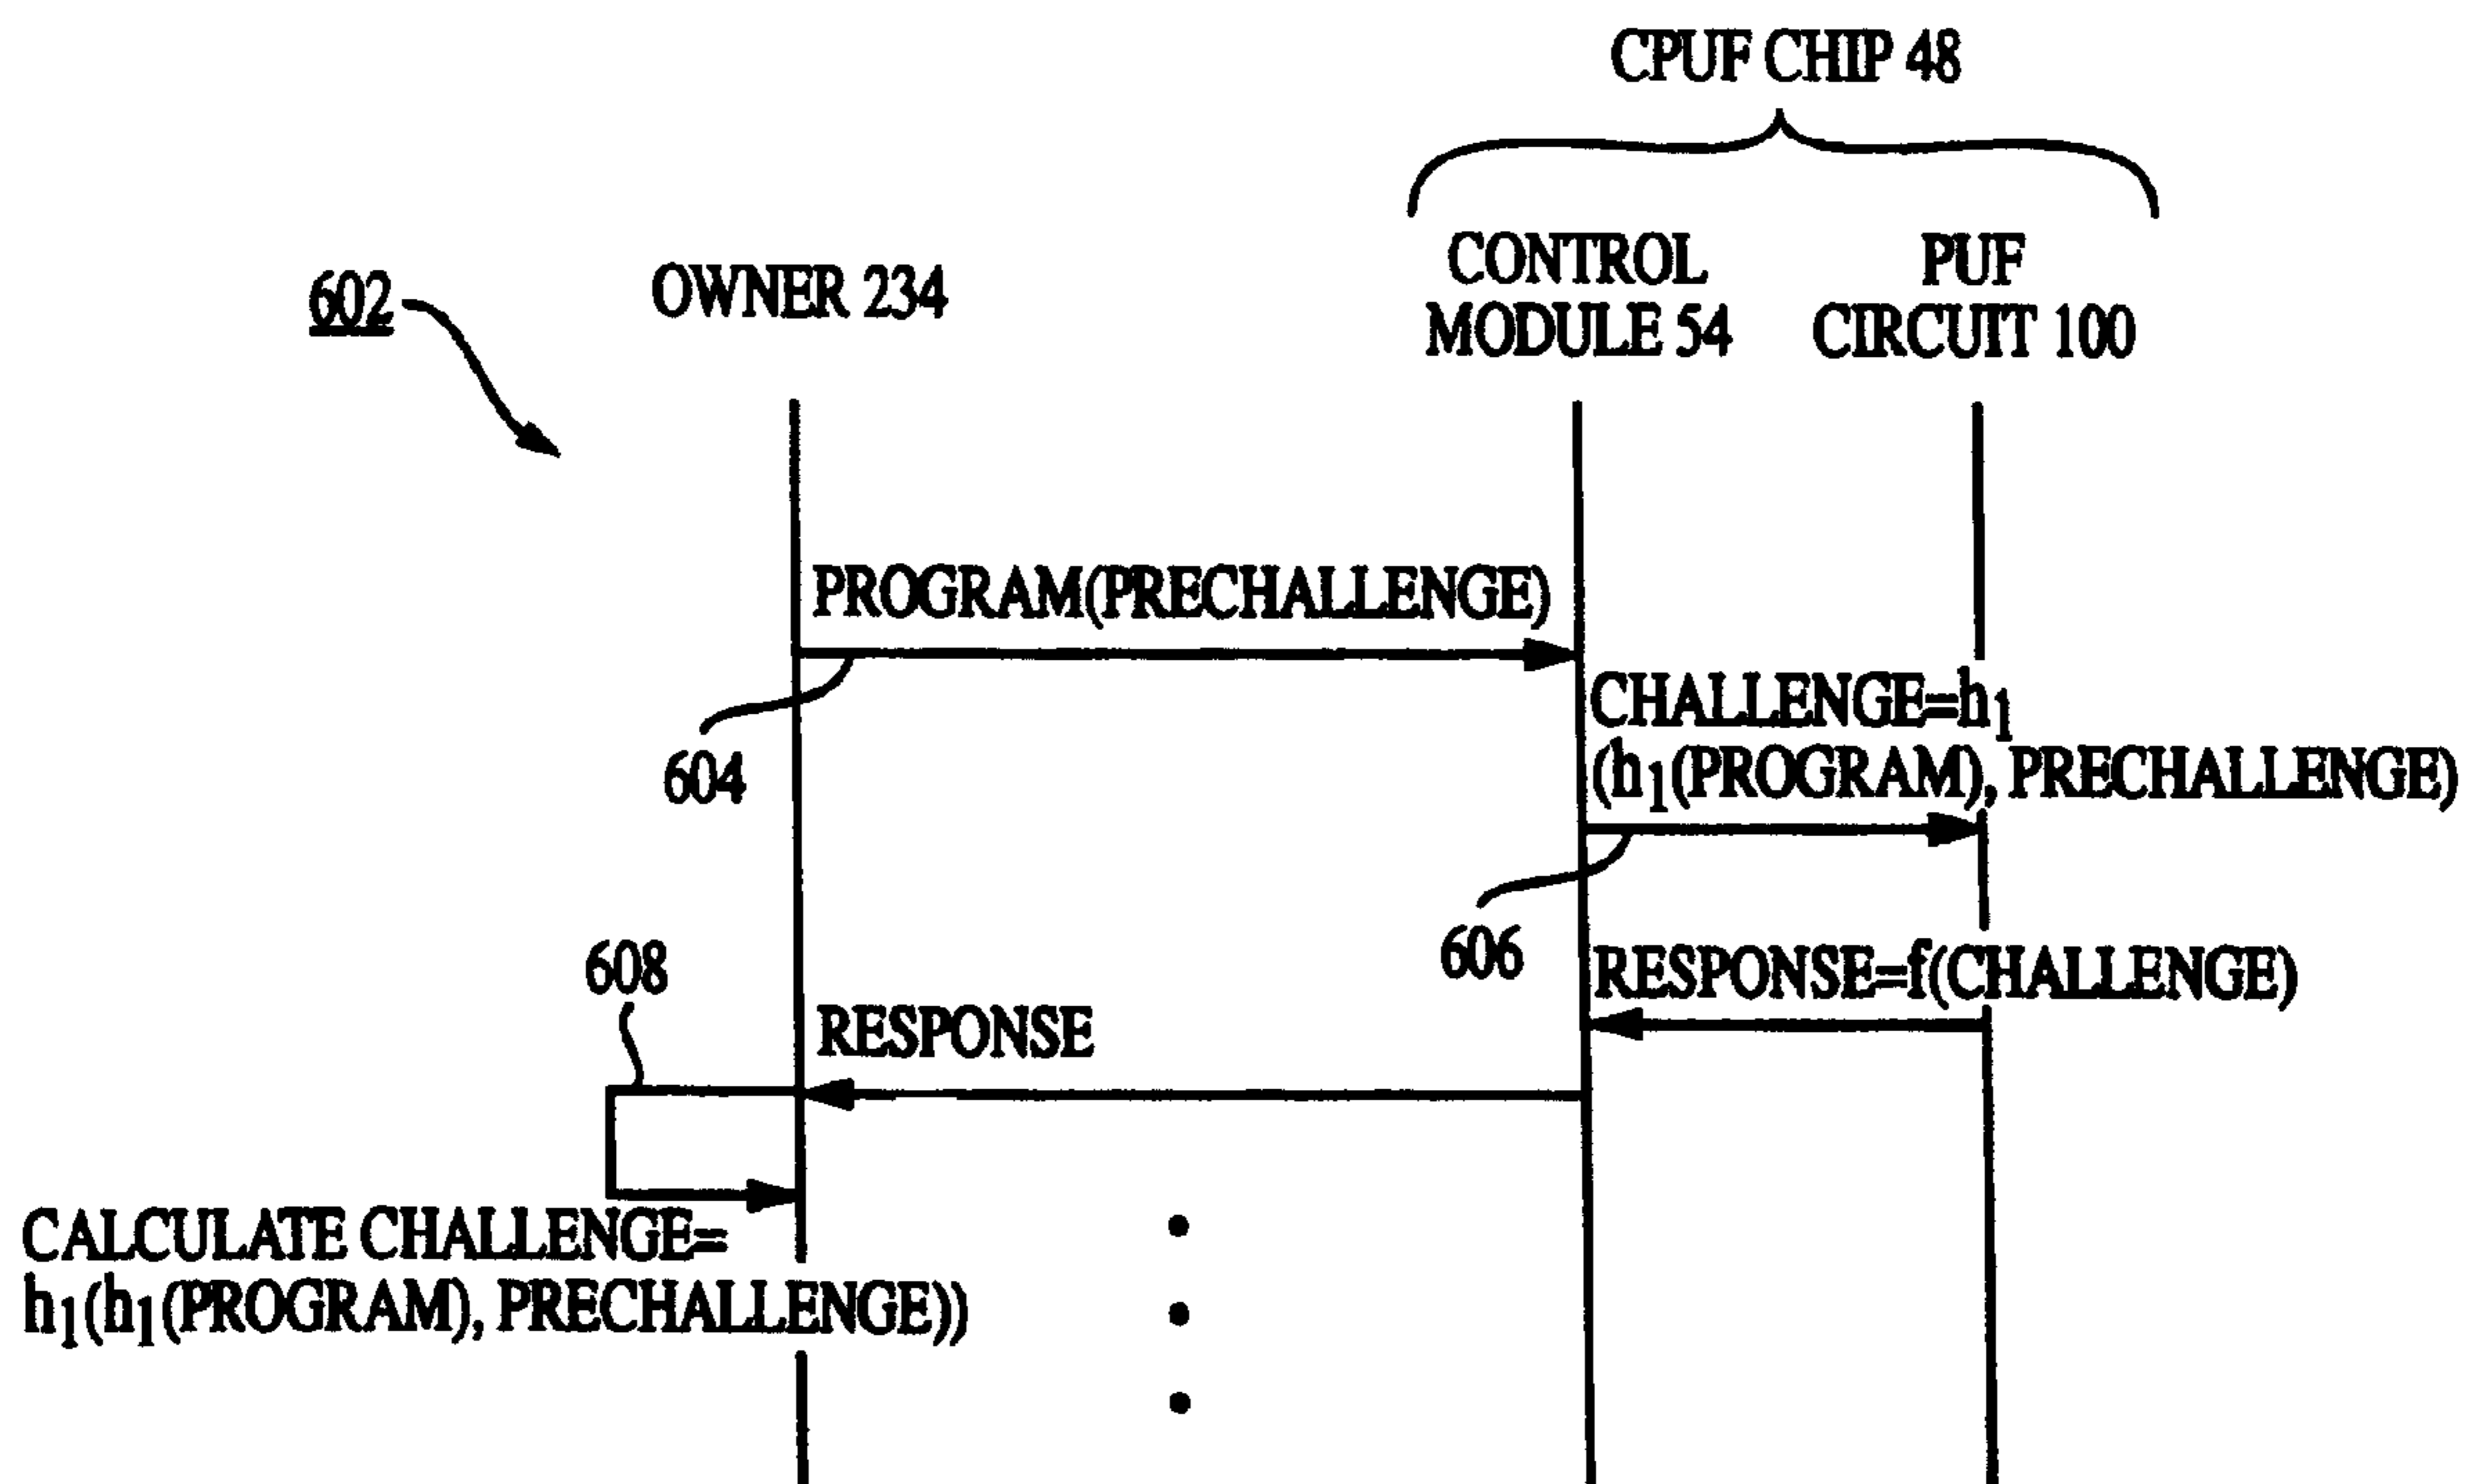 CPUF CHIP 48
602
OWNER 234
CONTROL
MODULE 54
PUF
CIRCUIT 100
PROGRAM(PRECHALLENGE)
604
CHALLENGE=h1
(h1(PROGRAM), PRECHALLENGE)
606
RESPONSE=f(CHALLENGE)
608
RESPONSE
CALCULATE CHALLENGE=
h1(h1(PROGRAM), PRECHALLENGE))